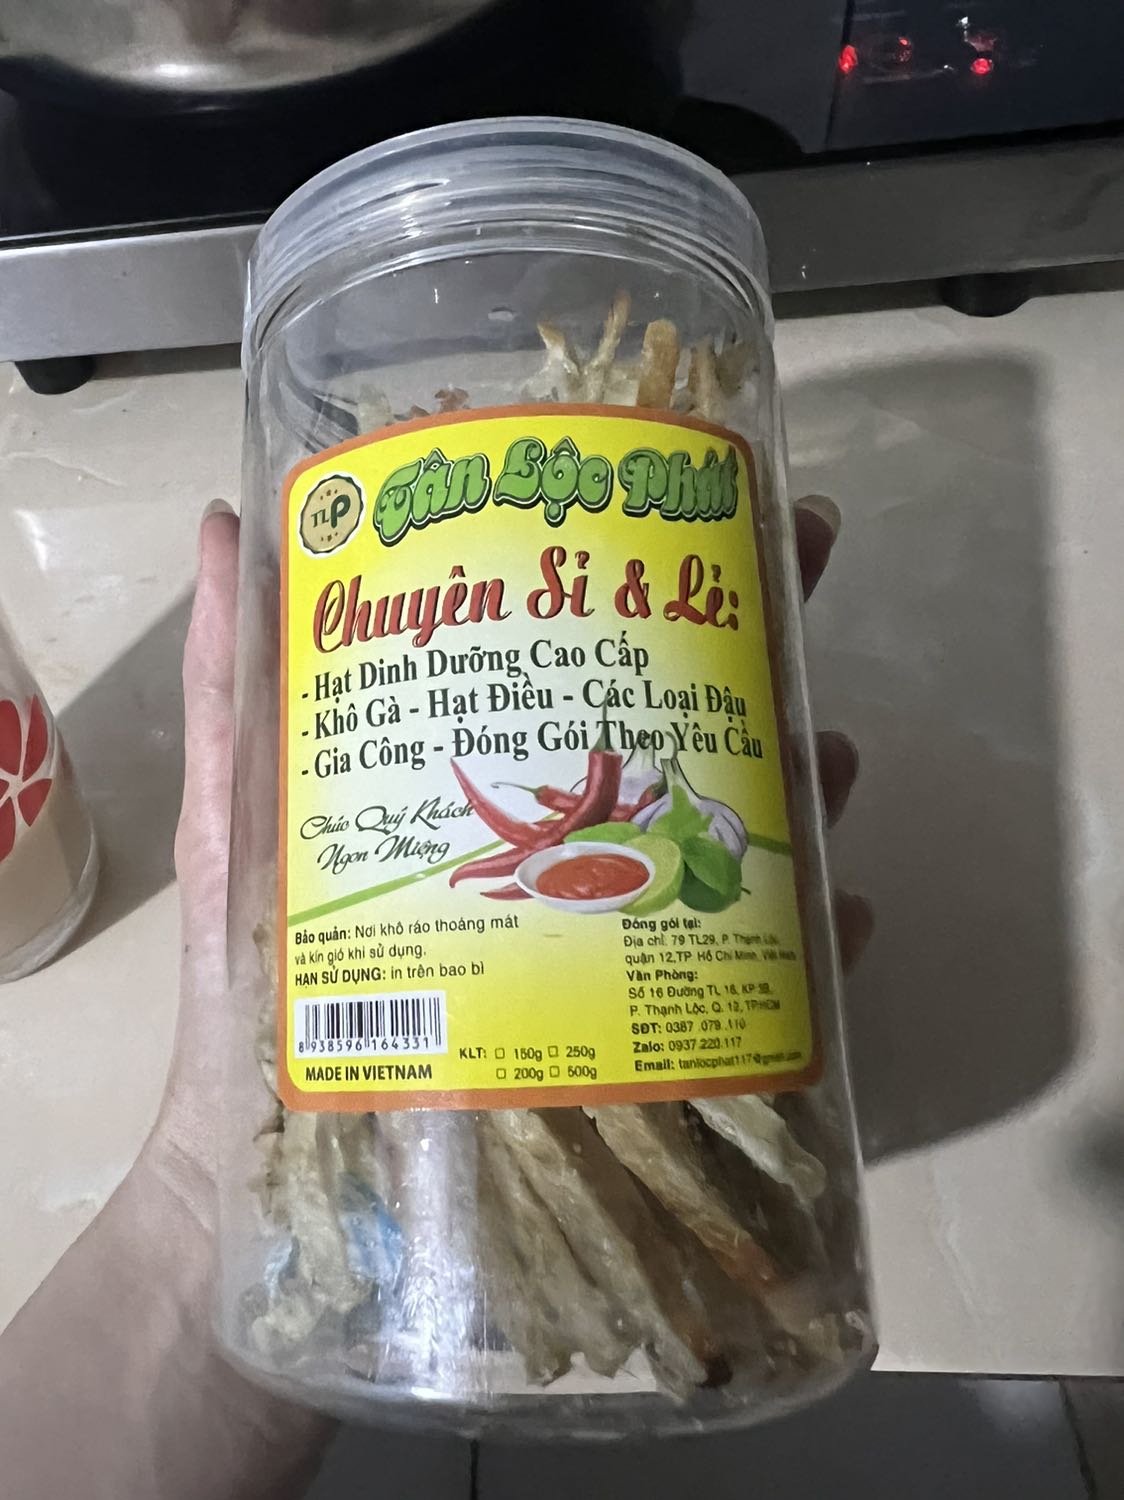 TLP
Tân Lộc Phát
Chuyên Sỉ & Lẻ:
- Hạt Dinh Dưỡng Cao Cấp
- Khô Gà - Hạt Điều - Các Loại Đậu
- Gia Công - Đóng Gói Theo Yêu Cầu
Chúc Quý Khách
Ngon Miệng
Bảo quản: Nơi khô ráo thoáng mát
và kín gió khi sử dụng.
HẠN SỬ DỤNG: in trên bao bì
8 938596 164331
MADE IN VIETNAM
KLT: □ 150g □ 250g
□ 200g □ 500g
Đóng gói tại:
Địa chỉ: 79 TL29, P. Thạnh Lộc,
quận 12,TP Hồ Chí Minh, Việt Nam
Văn Phòng:
Số 16 Đường TL 16, KP 3B,
P. Thạnh Lộc, Q. 12, TPHCM
SĐT: 0387 .079 .110
Zalo: 0937.220.117
Email: tanlocphat117@gmail.com